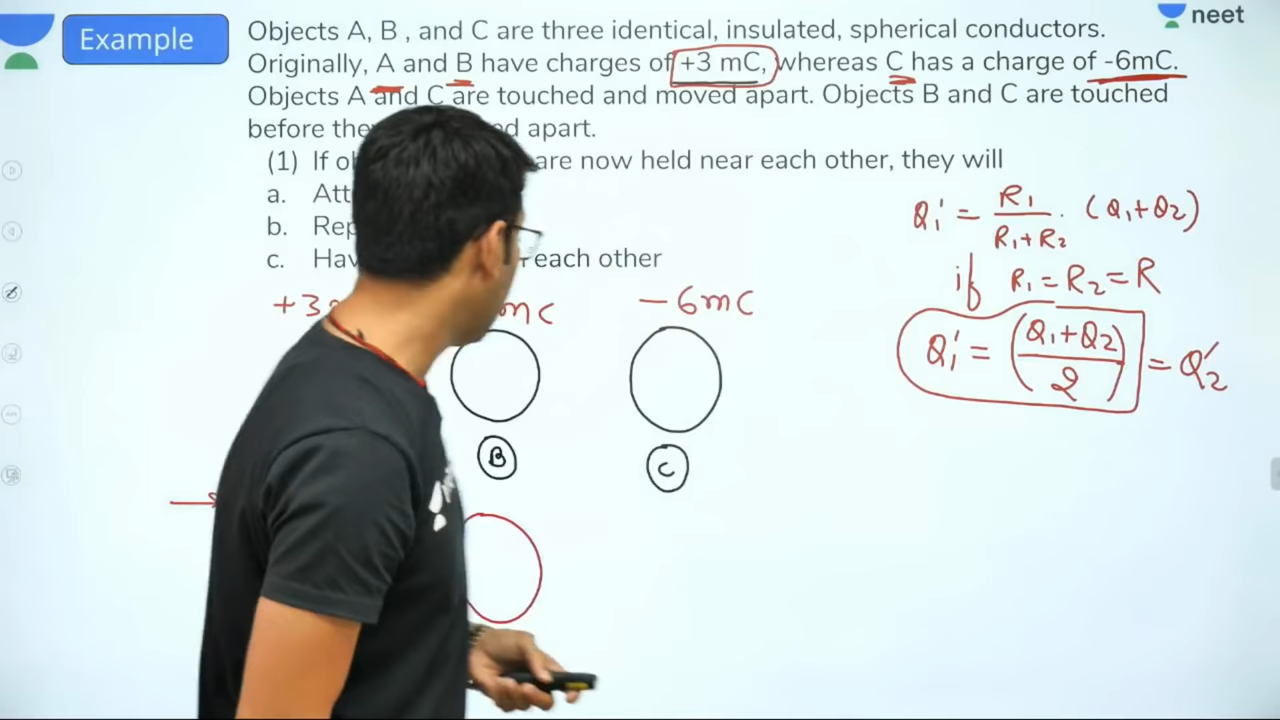 neet
Example
Objects A, B , and C are three identical, insulated, spherical conductors.
Originally, A and B have charges of +3 mC, whereas C has a charge of -6mC.
Objects A and C are touched and moved apart. Objects B and C are touched
before apart.
(1) If are now held near each other, they will
a.
b.
c. each other
+3 mC -6mC
B C
Q₁' = R₁/(R₁+R₂) · (Q₁+Q₂)
if R₁=R₂=R
Q₁' = ((Q₁+Q₂)/2) = Q₂'